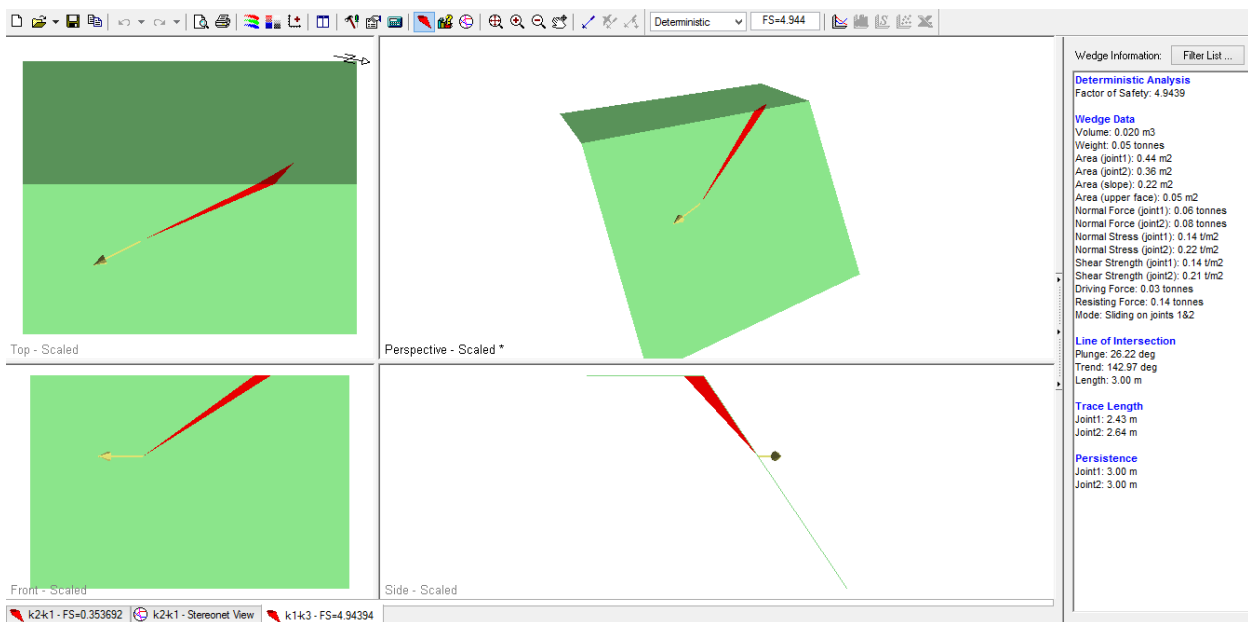 Deterministic
FS=4.944
Wedge Information:
Filter List ...
Deterministic Analysis
Factor of Safety: 4.9439
Wedge Data
Volume: 0.020 m3
Weight: 0.05 tonnes
Area (joint1): 0.44 m2
Area (joint2): 0.36 m2
Area (slope): 0.22 m2
Area (upper face): 0.05 m2
Normal Force (joint1): 0.06 tonnes
Normal Force (joint2): 0.08 tonnes
Normal Stress (joint1): 0.14 t/m2
Normal Stress (joint2): 0.22 t/m2
Shear Strength (joint1): 0.14 t/m2
Shear Strength (joint2): 0.21 t/m2
Driving Force: 0.03 tonnes
Resisting Force: 0.14 tonnes
Mode: Sliding on joints 1&2
Line of Intersection
Plunge: 26.22 deg
Trend: 142.97 deg
Length: 3.00 m
Trace Length
Joint1: 2.43 m
Joint2: 2.64 m
Persistence
Joint1: 3.00 m
Joint2: 3.00 m
Top - Scaled
Perspective - Scaled *
Front - Scaled
Side - Scaled
k2-k1 - FS=0.353692
k2-k1 - Stereonet View
k1-k3 - FS=4.94394